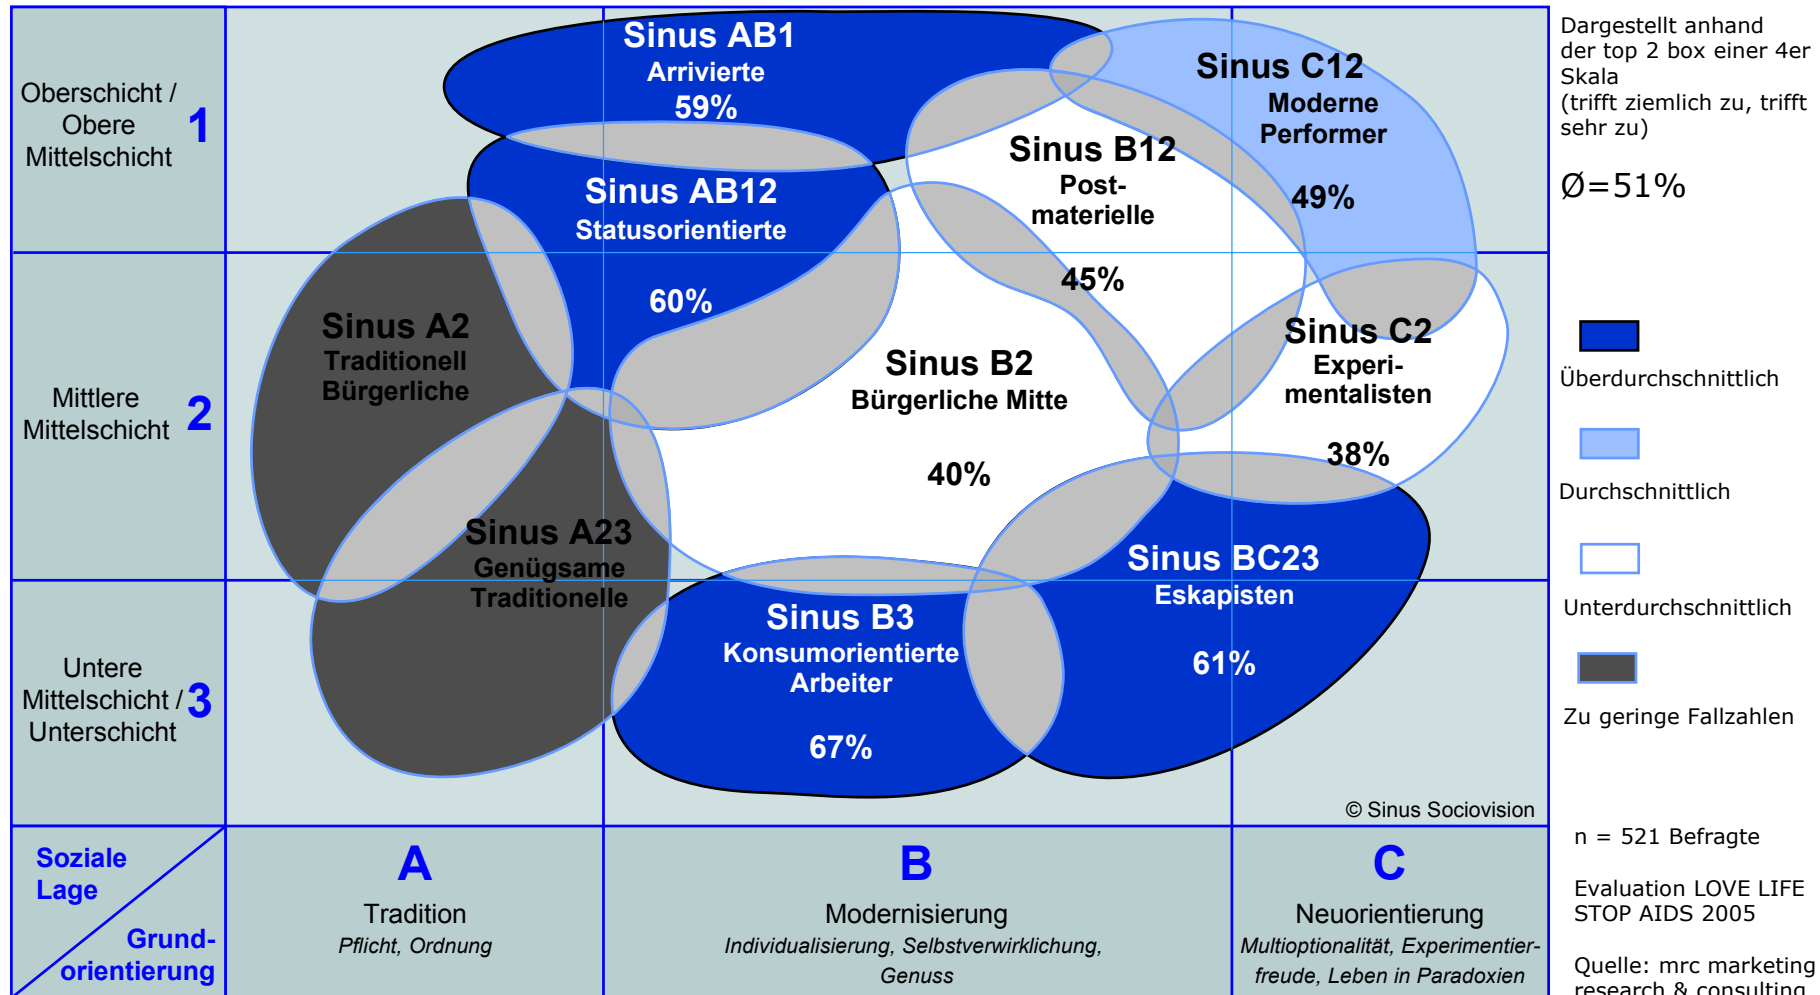 Oberschicht /
Obere
Mittelschicht
1
Mittlere
Mittelschicht
2
Untere
Mittelschicht /
Unterschicht
3
Sinus AB1
Arrivierte
59%
Sinus C12
Moderne
Performer
49%
Sinus B12
Post-
materielle
45%
Sinus AB12
Statusorientierte
60%
Sinus A2
Traditionell
Bürgerliche
Sinus B2
Bürgerliche Mitte
40%
Sinus C2
Experi-
mentalisten
38%
Sinus A23
Genügsame
Traditionelle
Sinus B3
Konsumorientierte
Arbeiter
67%
Sinus BC23
Eskapisten
61%
© Sinus Sociovision
Soziale
Lage
Grund-
orientierung
A
Tradition
Pflicht, Ordnung
B
Modernisierung
Individualisierung, Selbstverwirklichung,
Genuss
C
Neuorientierung
Multioptionalität, Experimentier-
freude, Leben in Paradoxien
Dargestellt anhand
der top 2 box einer 4er
Skala
(trifft ziemlich zu, trifft
sehr zu)
Ø=51%
Überdurchschnittlich
Durchschnittlich
Unterdurchschnittlich
Zu geringe Fallzahlen
n = 521 Befragte
Evaluation LOVE LIFE
STOP AIDS 2005
Quelle: mrc marketing
research & consulting